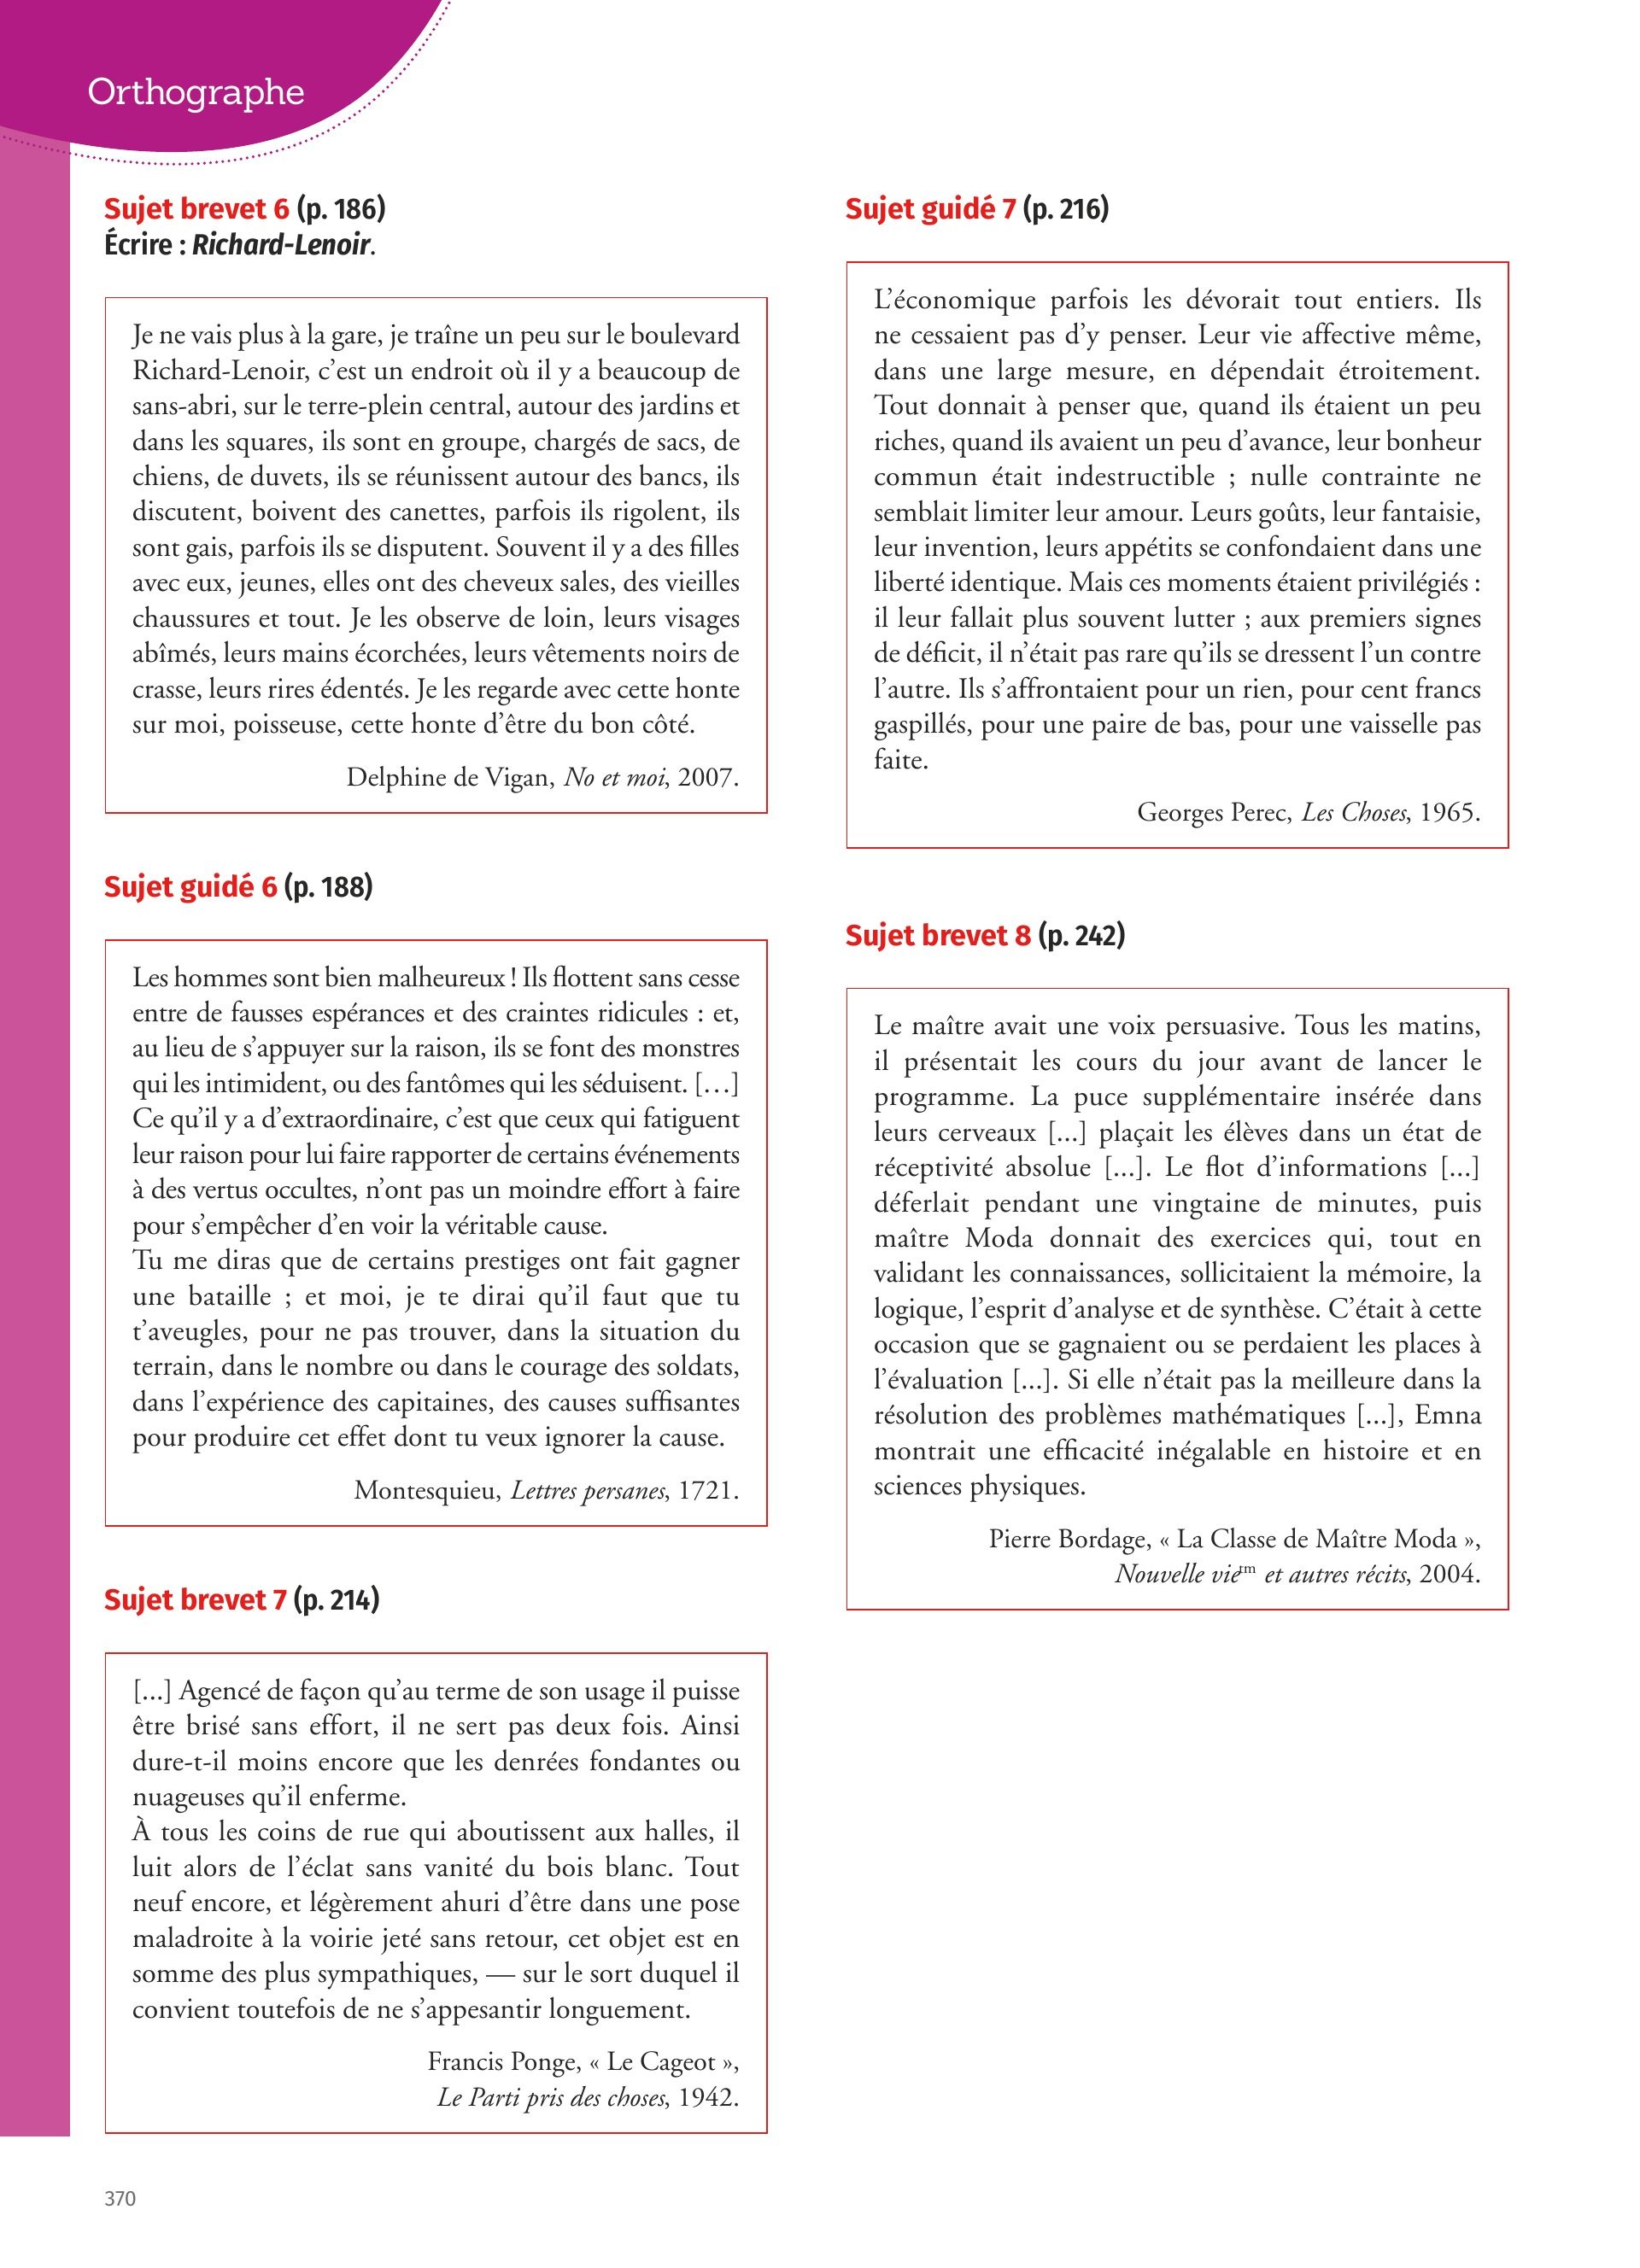 Orthographe
Sujet brevet 6 (p. 186)
Écrire : Richard-Lenoir.
Je ne vais plus à la gare, je traîne un peu sur le boulevard
Richard-Lenoir, c’est un endroit où il y a beaucoup de
sans-abri, sur le terre-plein central, autour des jardins et
dans les squares, ils sont en groupe, chargés de sacs, de
chiens, de duvets, ils se réunissent autour des bancs, ils
discutent, boivent des canettes, parfois ils rigolent, ils
sont gais, parfois ils se disputent. Souvent il y a des filles
avec eux, jeunes, elles ont des cheveux sales, des vieilles
chaussures et tout. Je les observe de loin, leurs visages
abîmés, leurs mains écorchées, leurs vêtements noirs de
crasse, leurs rires édentés. Je les regarde avec cette honte
sur moi, poisseuse, cette honte d’être du bon côté.
Delphine de Vigan, No et moi, 2007.
Sujet guidé 6 (p. 188)
Les hommes sont bien malheureux ! Ils flottent sans cesse
entre de fausses espérances et des craintes ridicules : et,
au lieu de s’appuyer sur la raison, ils se font des monstres
qui les intimident, ou des fantômes qui les séduisent. […]
Ce qu’il y a d’extraordinaire, c’est que ceux qui fatiguent
leur raison pour lui faire rapporter de certains événements
à des vertus occultes, n’ont pas un moindre effort à faire
pour s’empêcher d’en voir la véritable cause.
Tu me diras que de certains prestiges ont fait gagner
une bataille ; et moi, je te dirai qu’il faut que tu
t’aveugles, pour ne pas trouver, dans la situation du
terrain, dans le nombre ou dans le courage des soldats,
dans l’expérience des capitaines, des causes suffisantes
pour produire cet effet dont tu veux ignorer la cause.
Montesquieu, Lettres persanes, 1721.
Sujet brevet 7 (p. 214)
[...] Agencé de façon qu’au terme de son usage il puisse
être brisé sans effort, il ne sert pas deux fois. Ainsi
dure-t-il moins encore que les denrées fondantes ou
nuageuses qu’il enferme.
À tous les coins de rue qui aboutissent aux halles, il
luit alors de l’éclat sans vanité du bois blanc. Tout
neuf encore, et légèrement ahuri d’être dans une pose
maladroite à la voirie jeté sans retour, cet objet est en
somme des plus sympathiques, — sur le sort duquel il
convient toutefois de ne s’appesantir longuement.
Francis Ponge, « Le Cageot »,
Le Parti pris des choses, 1942.
Sujet guidé 7 (p. 216)
L’économique parfois les dévorait tout entiers. Ils
ne cessaient pas d’y penser. Leur vie affective même,
dans une large mesure, en dépendait étroitement.
Tout donnait à penser que, quand ils étaient un peu
riches, quand ils avaient un peu d’avance, leur bonheur
commun était indestructible ; nulle contrainte ne
semblait limiter leur amour. Leurs goûts, leur fantaisie,
leur invention, leurs appétits se confondaient dans une
liberté identique. Mais ces moments étaient privilégiés :
il leur fallait plus souvent lutter ; aux premiers signes
de déficit, il n’était pas rare qu’ils se dressent l’un contre
l’autre. Ils s’affrontaient pour un rien, pour cent francs
gaspillés, pour une paire de bas, pour une vaisselle pas
faite.
Georges Perec, Les Choses, 1965.
Sujet brevet 8 (p. 242)
Le maître avait une voix persuasive. Tous les matins,
il présentait les cours du jour avant de lancer le
programme. La puce supplémentaire insérée dans
leurs cerveaux [...] plaçait les élèves dans un état de
réceptivité absolue [...]. Le flot d’informations [...]
déferlait pendant une vingtaine de minutes, puis
maître Moda donnait des exercices qui, tout en
validant les connaissances, sollicitaient la mémoire, la
logique, l’esprit d’analyse et de synthèse. C’était à cette
occasion que se gagnaient ou se perdaient les places à
l’évaluation [...]. Si elle n’était pas la meilleure dans la
résolution des problèmes mathématiques [...], Emna
montrait une efficacité inégalable en histoire et en
sciences physiques.
Pierre Bordage, « La Classe de Maître Moda »,
Nouvelle vie™ et autres récits, 2004.
370